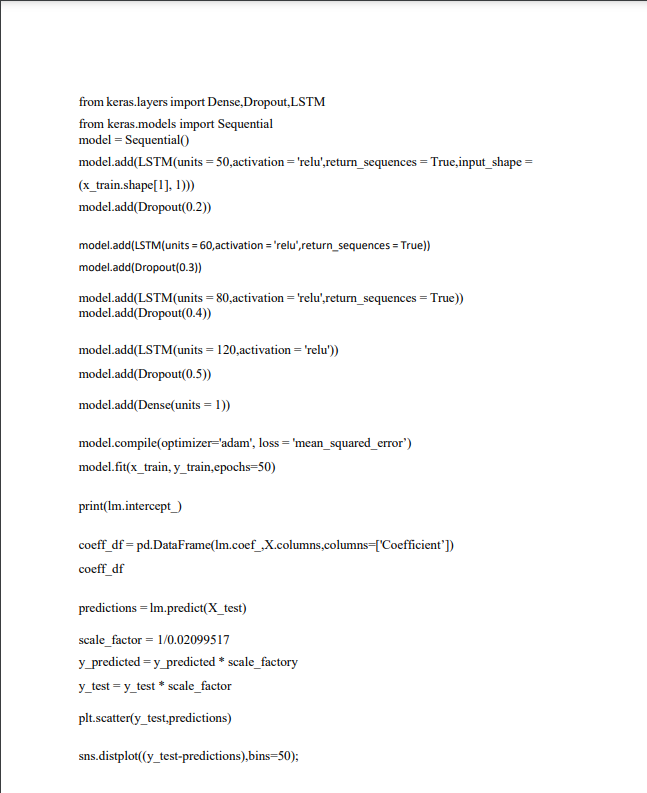 from keras.layers import Dense,Dropout,LSTM
from keras.models import Sequential
model = Sequential()
model.add(LSTM(units = 50,activation = 'relu',return_sequences = True,input_shape =
(x_train.shape[1], 1)))
model.add(Dropout(0.2))
model.add(LSTM(units = 60,activation = 'relu',return_sequences = True))
model.add(Dropout(0.3))
model.add(LSTM(units = 80,activation = 'relu',return_sequences = True))
model.add(Dropout(0.4))
model.add(LSTM(units = 120,activation = 'relu'))
model.add(Dropout(0.5))
model.add(Dense(units = 1))
model.compile(optimizer='adam', loss = 'mean_squared_error’)
model.fit(x_train, y_train,epochs=50)
print(lm.intercept_)
coeff_df = pd.DataFrame(lm.coef_,X.columns,columns=['Coefficient’])
coeff_df
predictions = lm.predict(X_test)
scale_factor = 1/0.02099517
y_predicted = y_predicted * scale_factory
y_test = y_test * scale_factor
plt.scatter(y_test,predictions)
sns.distplot((y_test-predictions),bins=50);